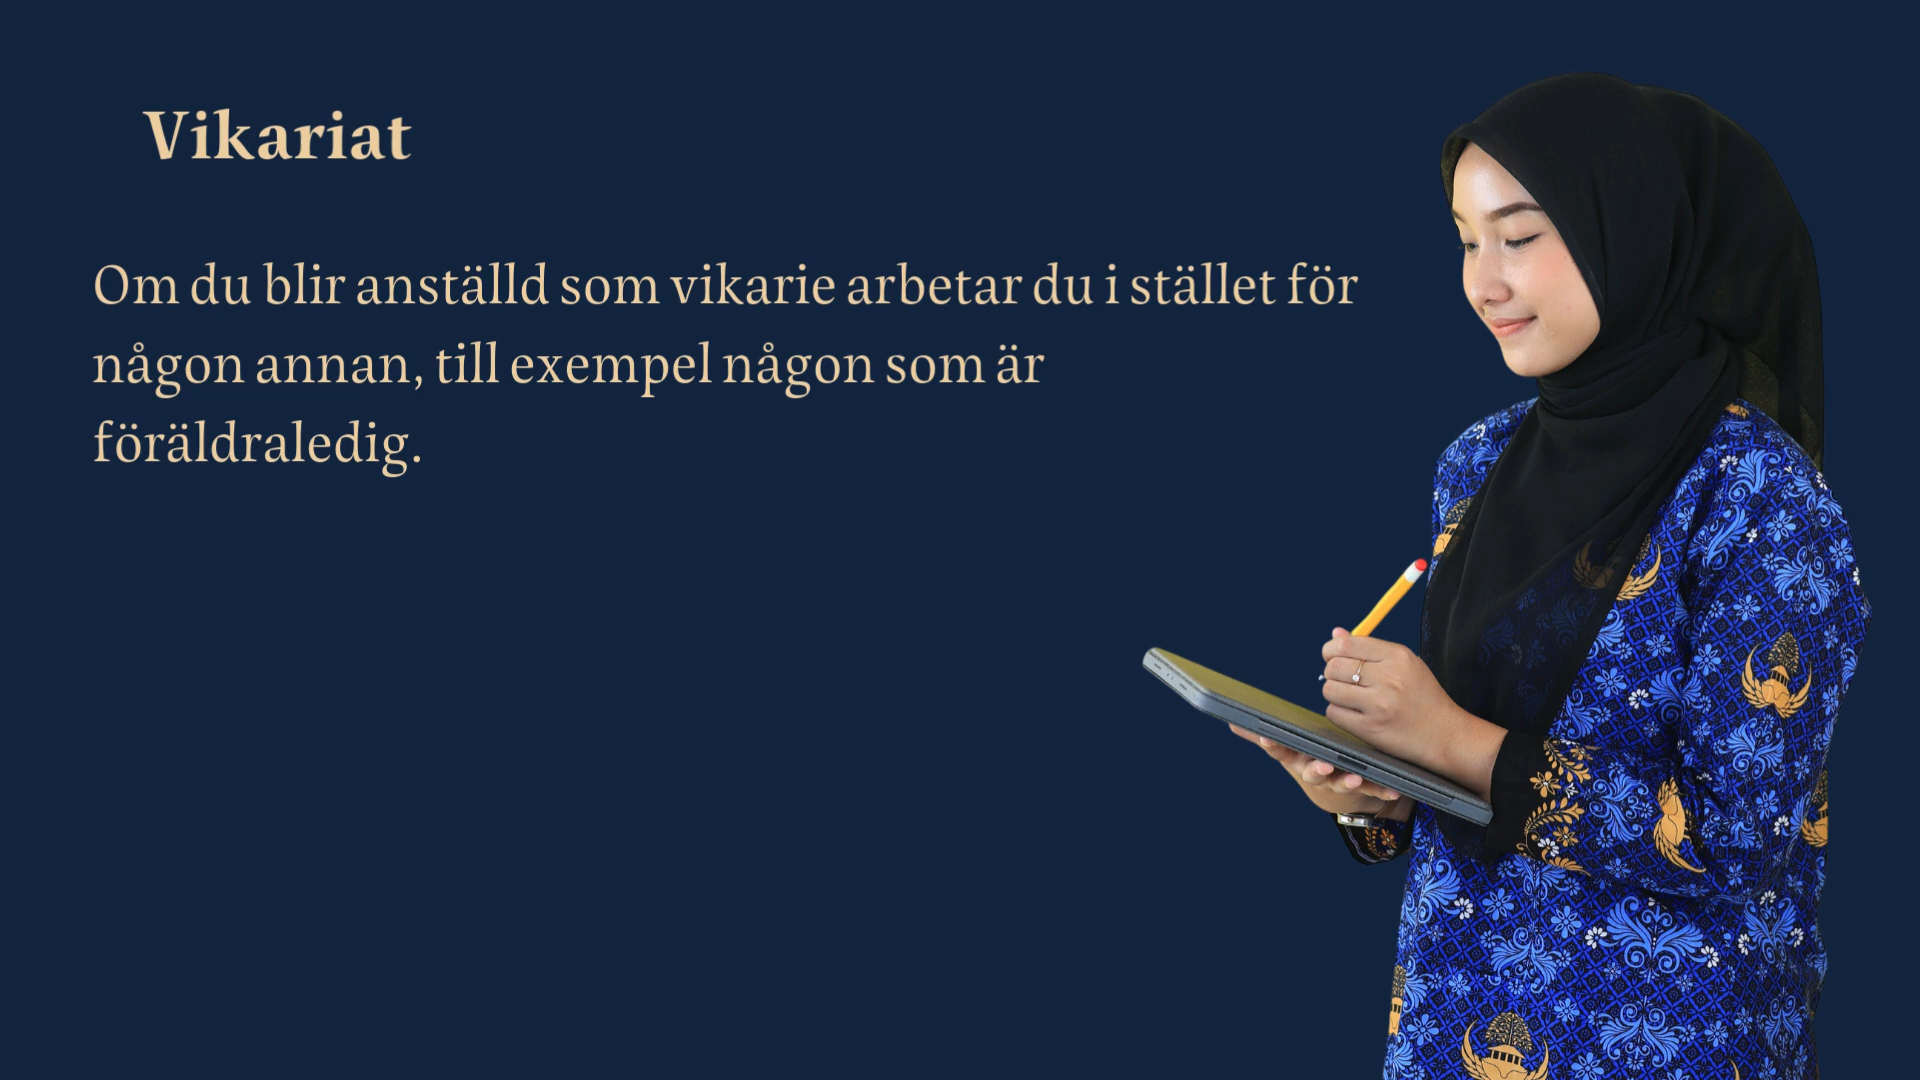 Vikariat
Om du blir anställd som vikarie arbetar du i stället för
någon annan, till exempel någon som är
föräldraledig.